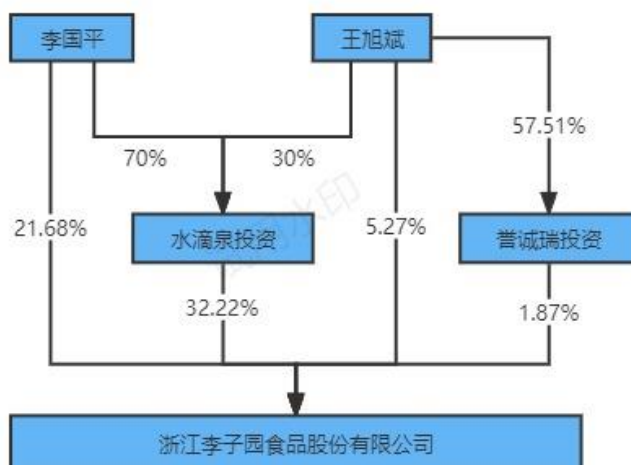 李国平
王旭斌
57.51%
70%
30%
21.68%
水滴泉投资
5.27%
誉诚瑞投资
32.22%
1.87%
浙江李子园食品股份有限公司